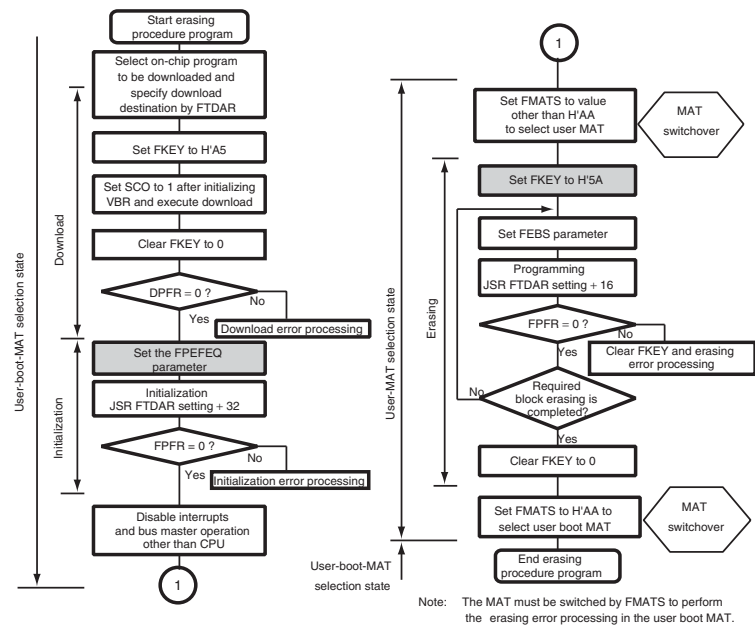 Start erasing
procedure program
Select on-chip program
to be downloaded and
specify download
destination by FTDAR
Set FKEY to H'A5
Set SCO to 1 after initializing
VBR and execute download
Clear FKEY to 0
DPFR = 0 ?
No
Yes
Download error processing
Set the FPEFEQ
parameter
Initialization
JSR FTDAR setting + 32
FPFR = 0 ?
No
Yes
Initialization error processing
Disable interrupts
and bus master operation
other than CPU
1
User-boot-MAT selection state
Download
Initialization
1
Set FMATS to value
other than H'AA
to select user MAT
MAT
switchover
Set FKEY to H'5A
Set FEBS parameter
Programming
JSR FTDAR setting + 16
FPFR = 0 ?
No
Yes
Clear FKEY and erasing
error processing
Required
block erasing is
completed?
No
Yes
Clear FKEY to 0
Set FMATS to H'AA to
select user boot MAT
MAT
switchover
End erasing
procedure program
User-MAT selection state
Erasing
User-boot-MAT
selection state
Note: The MAT must be switched by FMATS to perform
the erasing error processing in the user boot MAT.